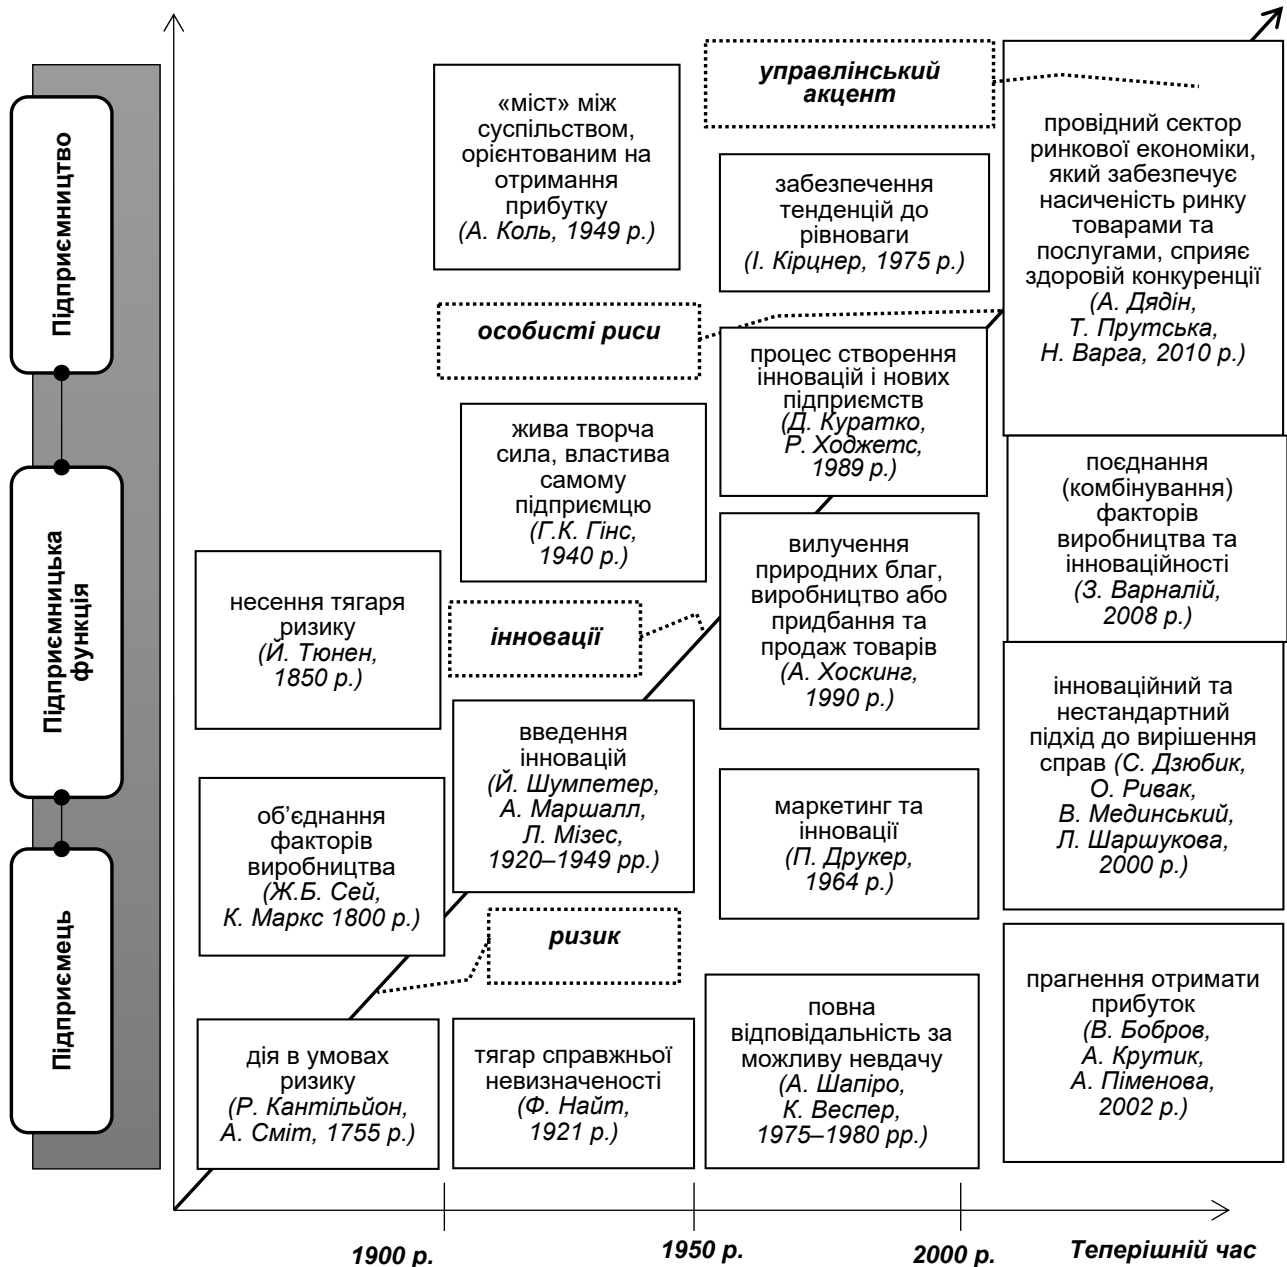 Підприємництво
Підприємницька
функція
Підприємець
«міст» між
суспільством,
орієнтованим на
отримання
прибутку
(А. Коль, 1949 р.)
управлінський
акцент
забезпечення
тенденцій до
рівноваги
(І. Кірцнер, 1975 р.)
провідний сектор
ринкової економіки,
який забезпечує
насиченість ринку
товарами та
послугами, сприяє
здоровій конкуренції
(А. Дядін,
Т. Прутська,
Н. Варга, 2010 р.)
особисті риси
процес створення
інновацій і нових
підприємств
(Д. Куратко,
Р. Ходжетс,
1989 р.)
жива творча
сила, властива
самому
підприємцю
(Г.К. Гінс,
1940 р.)
поєднання
(комбінування)
факторів
виробництва та
інноваційності
(З. Варналій,
2008 р.)
несення тягаря
ризику
(Й. Тюнен,
1850 р.)
інновації
вилучення
природних благ,
виробництво або
придбання та
продаж товарів
(А. Хоскинг,
1990 р.)
інноваційний та
нестандартний
підхід до вирішення
справ (С. Дзюбик,
О. Ривак,
В. Мединський,
Л. Шаршукова,
2000 р.)
об’єднання
факторів
виробництва
(Ж.Б. Сей,
К. Маркс 1800 р.)
введення
інновацій
(Й. Шумпетер,
А. Маршалл,
Л. Мізес,
1920–1949 рр.)
маркетинг та
інновації
(П. Друкер,
1964 р.)
ризик
дія в умовах
ризику
(Р. Кантільйон,
А. Сміт, 1755 р.)
тягар справжньої
невизначеності
(Ф. Найт,
1921 р.)
повна
відповідальність за
можливу невдачу
(А. Шапіро,
К. Веспер,
1975–1980 рр.)
прагнення отримати
прибуток
(В. Бобров,
А. Крутик,
А. Піменова,
2002 р.)
1900 р.
1950 р.
2000 р.
Теперішній час